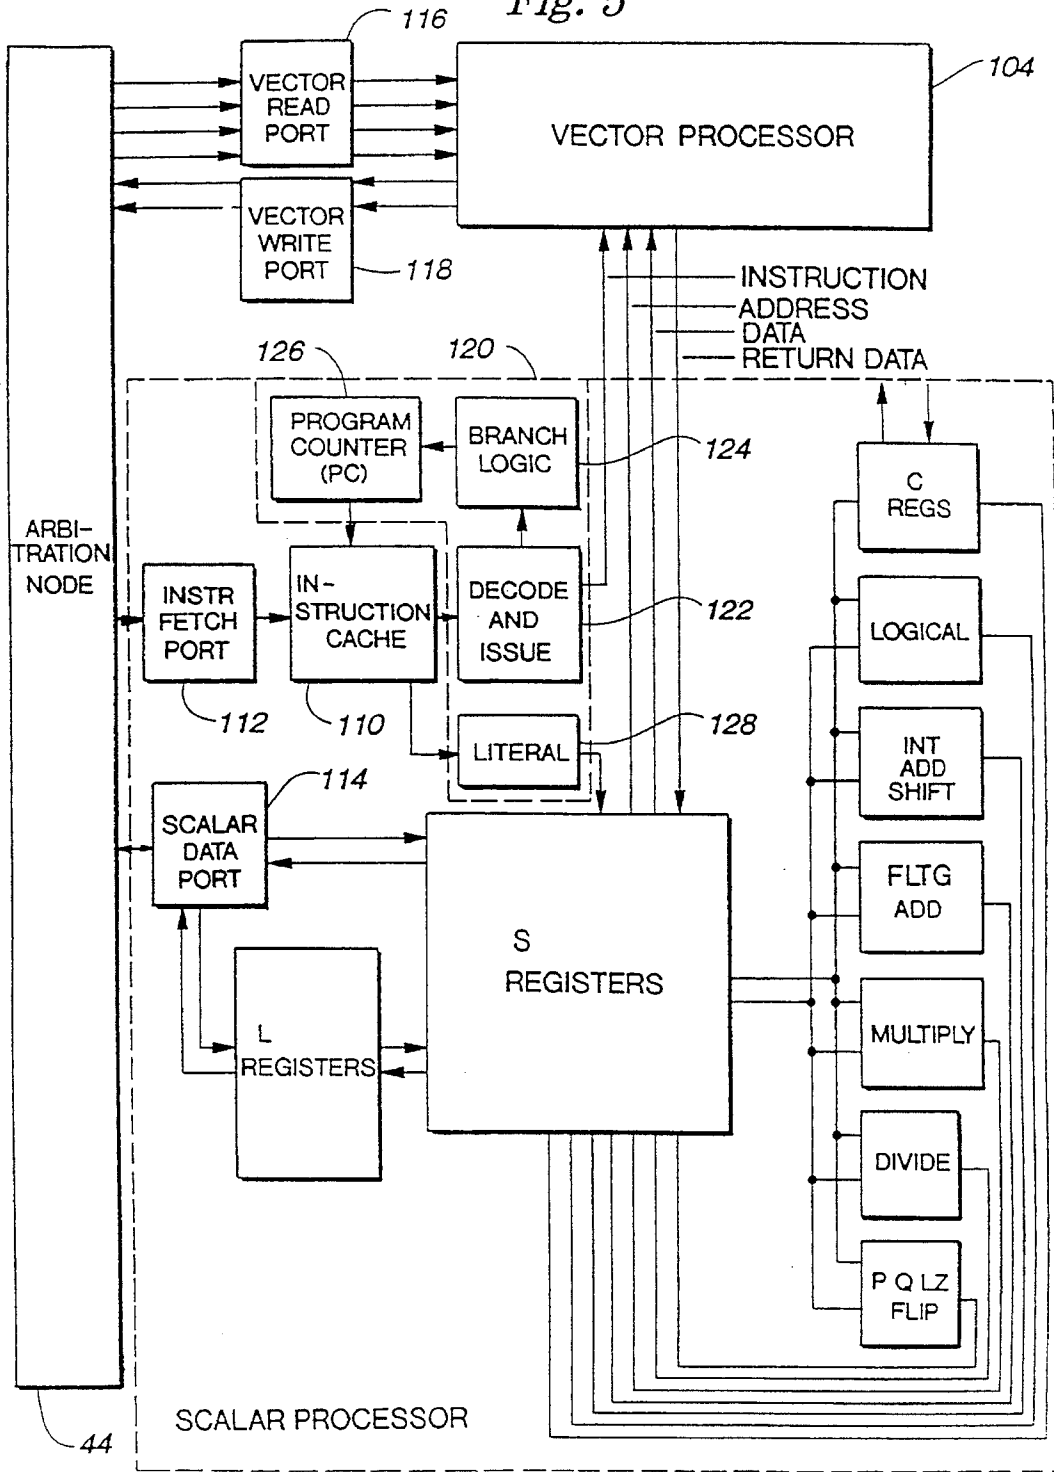 Fig. 5
116
VECTOR
READ
PORT
VECTOR PROCESSOR
104
VECTOR
WRITE
PORT
118
INSTRUCTION
ADDRESS
DATA
RETURN DATA
126
120
PROGRAM
COUNTER
(PC)
BRANCH
LOGIC
124
C
REGS
ARBI-
TRATION
NODE
INSTR
FETCH
PORT
112
IN-
STRUCTION
CACHE
110
DECODE
AND
ISSUE
122
LOGICAL
LITERAL
128
INT
ADD
SHIFT
114
SCALAR
DATA
PORT
FLTG
ADD
S
REGISTERS
L
REGISTERS
MULTIPLY
DIVIDE
P Q LZ
FLIP
SCALAR PROCESSOR
44